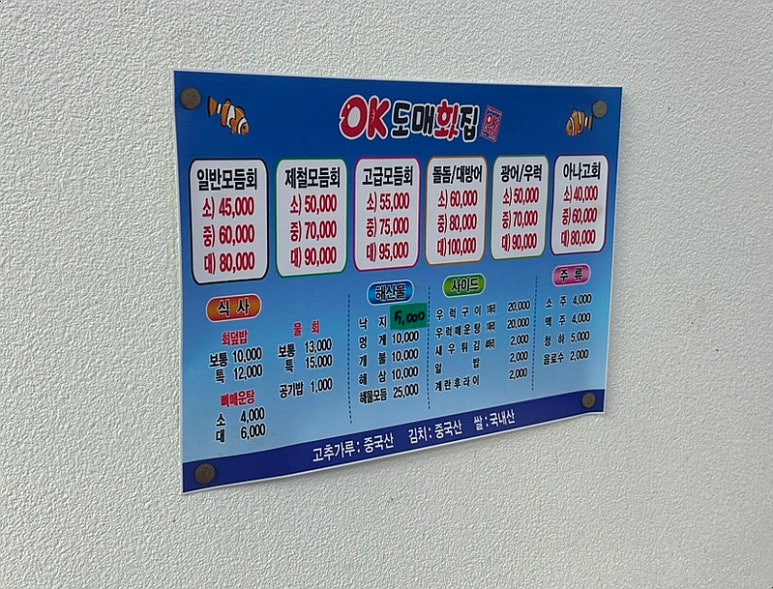 OK도매횟집
일반모듬회
소) 45,000
중) 60,000
대) 80,000
제철모듬회
소) 50,000
중) 70,000
대) 90,000
고급모듬회
소) 55,000
중) 75,000
대) 95,000
돌돔/대방어
소) 60,000
중) 80,000
대) 100,000
광어/우럭
소) 50,000
중) 70,000
대) 90,000
아나고회
소) 40,000
중) 60,000
대) 80,000
식사
회덮밥
보통 10,000
특 12,000
뼈매운탕
소 4,000
대 6,000
물회
보통 13,000
특 15,000
공기밥 1,000
해산물
낙지 15,000
멍게 10,000
개불 10,000
해삼 10,000
해물모듬 25,000
사이드
우럭구이 20,000
우럭매운탕 20,000
새우튀김 2,000
알밥 2,000
계란후라이 2,000
주류
소주 4,000
맥주 4,000
청하 5,000
음료수 2,000
고추가루 : 중국산 김치 : 중국산 쌀 : 국내산